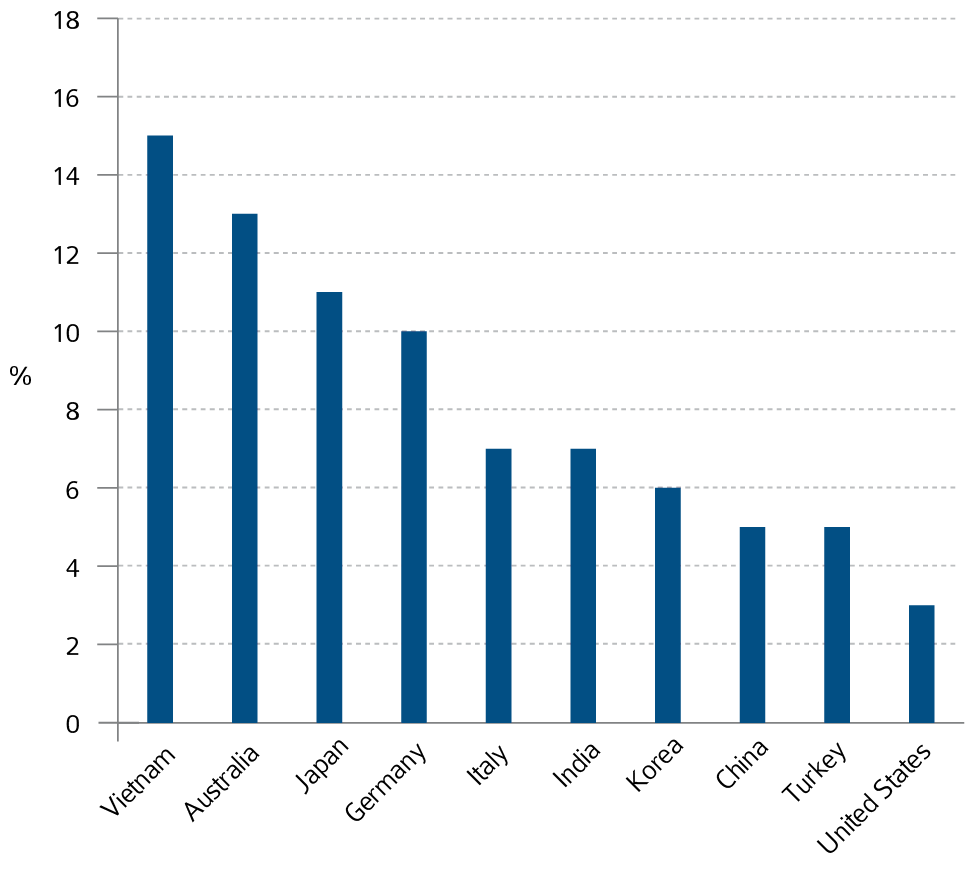 18
16
14
12
10
%
8
6
4
2
0
Vietnam
Australia
Japan
Germany
Italy
India
Korea
China
Turkey
United States